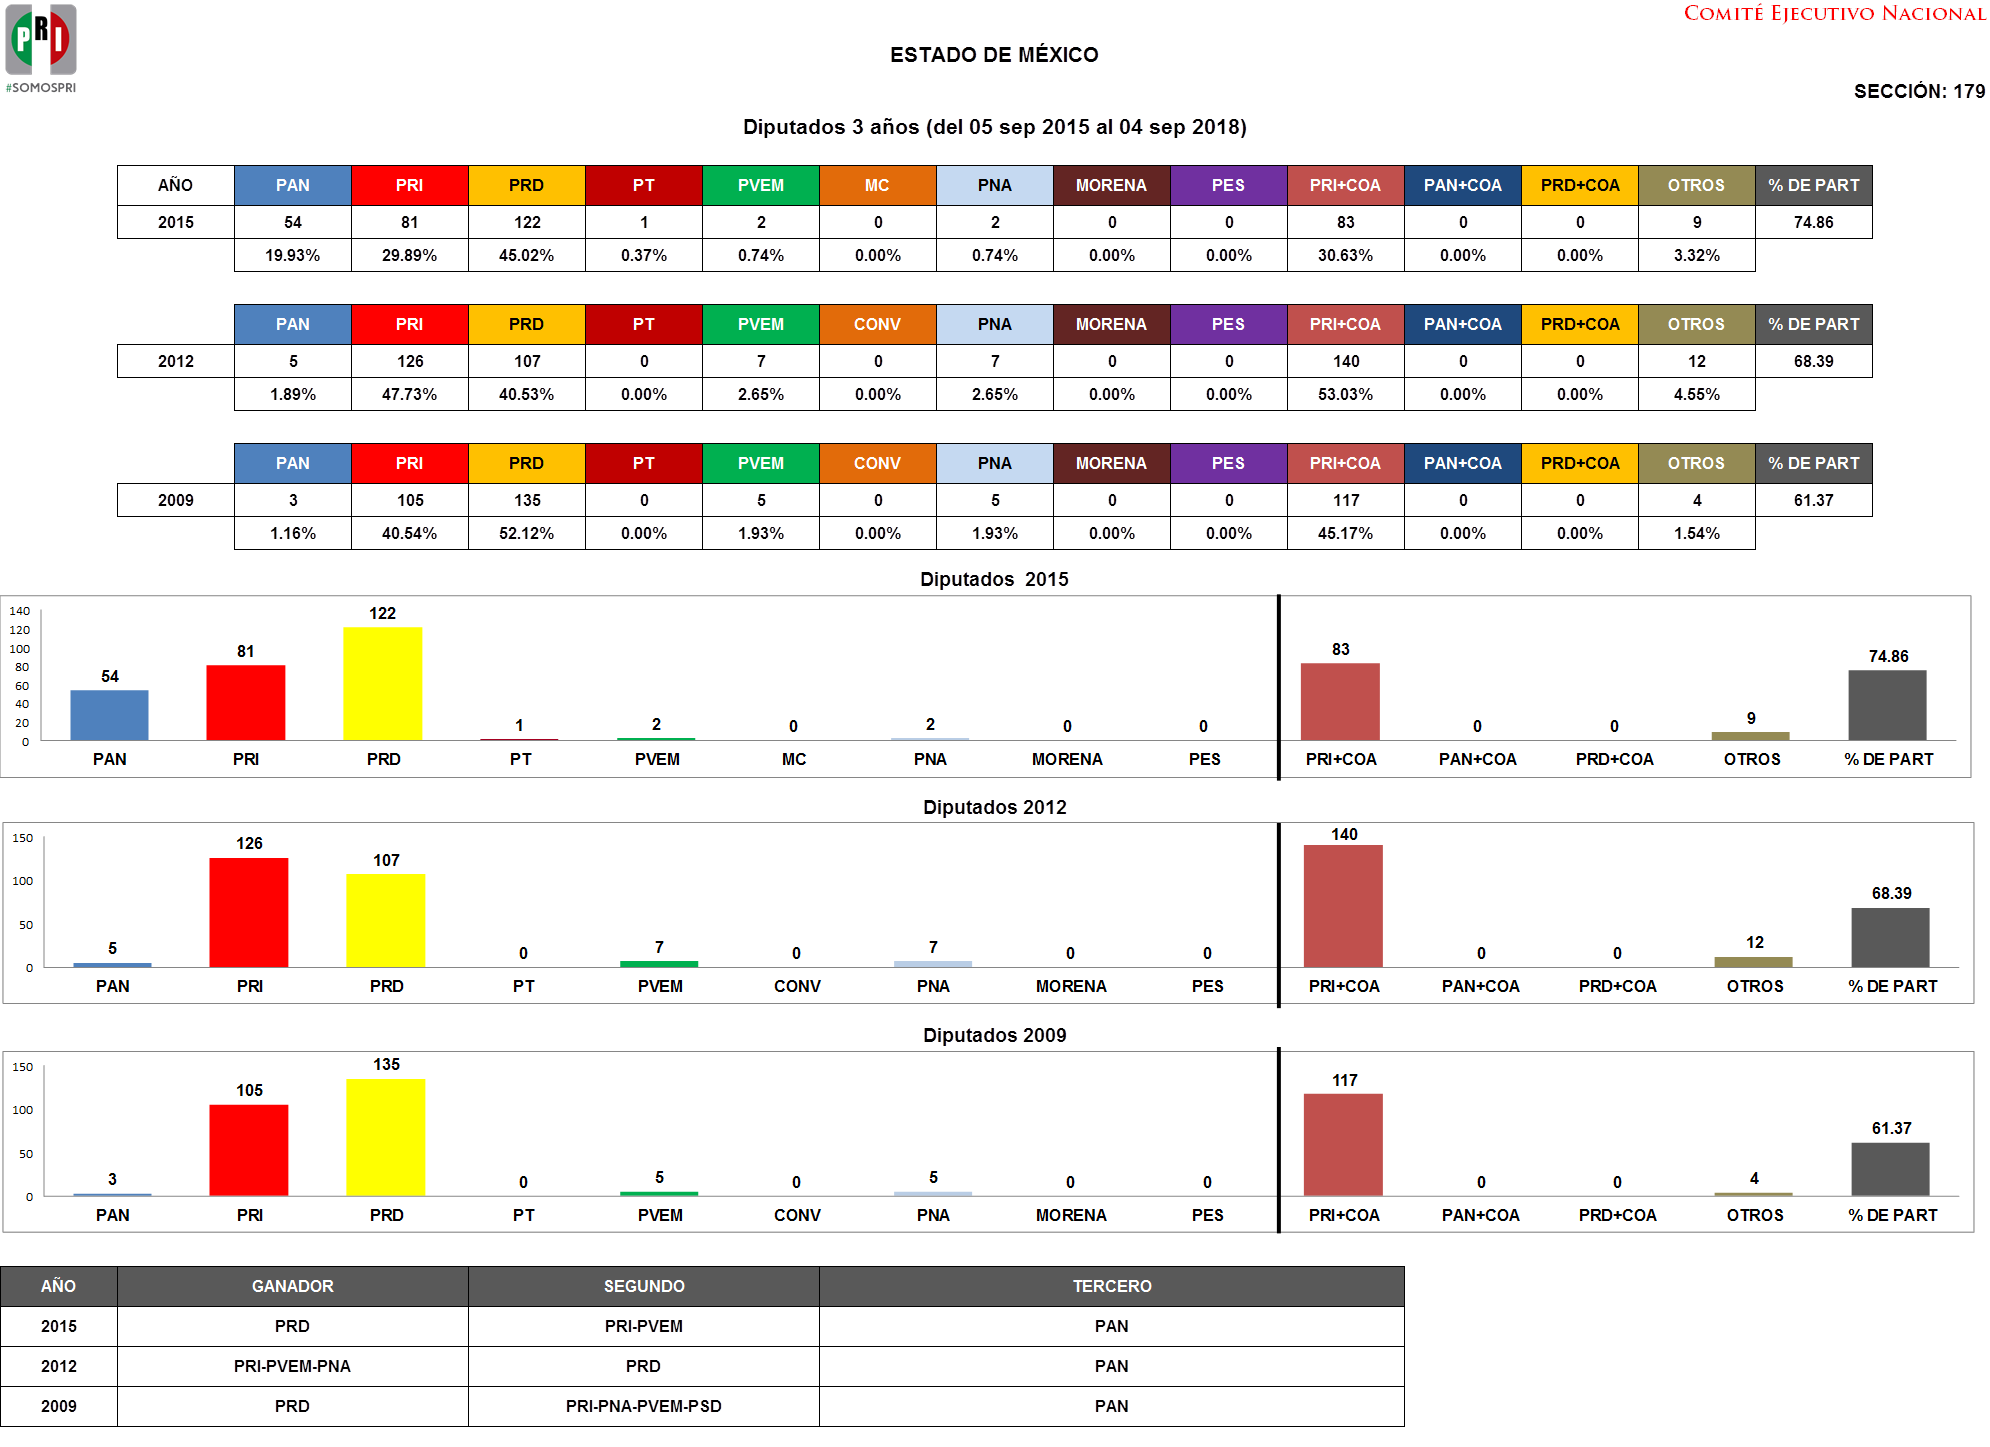 PRI
#SOMOSPRI
COMITÉ EJECUTIVO NACIONAL
ESTADO DE MÉXICO
SECCIÓN: 179
Diputados 3 años (del 05 sep 2015 al 04 sep 2018)
AÑO PAN PRI PRD PT PVEM MC PNA MORENA PES PRI+COA PAN+COA PRD+COA OTROS % DE PART
2015 54 81 122 1 2 0 2 0 0 83 0 0 9 74.86
19.93% 29.89% 45.02% 0.37% 0.74% 0.00% 0.74% 0.00% 0.00% 30.63% 0.00% 0.00% 3.32%
PAN PRI PRD PT PVEM CONV PNA MORENA PES PRI+COA PAN+COA PRD+COA OTROS % DE PART
2012 5 126 107 0 7 0 7 0 0 140 0 0 12 68.39
1.89% 47.73% 40.53% 0.00% 2.65% 0.00% 2.65% 0.00% 0.00% 53.03% 0.00% 0.00% 4.55%
PAN PRI PRD PT PVEM CONV PNA MORENA PES PRI+COA PAN+COA PRD+COA OTROS % DE PART
2009 3 105 135 0 5 0 5 0 0 117 0 0 4 61.37
1.16% 40.54% 52.12% 0.00% 1.93% 0.00% 1.93% 0.00% 0.00% 45.17% 0.00% 0.00% 1.54%
Diputados 2015
140
120
100
80
60
40
20
0
54 81 122 1 2 0 2 0 0 83 0 0 9 74.86
PAN PRI PRD PT PVEM MC PNA MORENA PES PRI+COA PAN+COA PRD+COA OTROS % DE PART
Diputados 2012
150
100
50
0
5 126 107 0 7 0 7 0 0 140 0 0 12 68.39
PAN PRI PRD PT PVEM CONV PNA MORENA PES PRI+COA PAN+COA PRD+COA OTROS % DE PART
Diputados 2009
150
100
50
0
3 105 135 0 5 0 5 0 0 117 0 0 4 61.37
PAN PRI PRD PT PVEM CONV PNA MORENA PES PRI+COA PAN+COA PRD+COA OTROS % DE PART
AÑO GANADOR SEGUNDO TERCERO
2015 PRD PRI-PVEM PAN
2012 PRI-PVEM-PNA PRD PAN
2009 PRD PRI-PNA-PVEM-PSD PAN